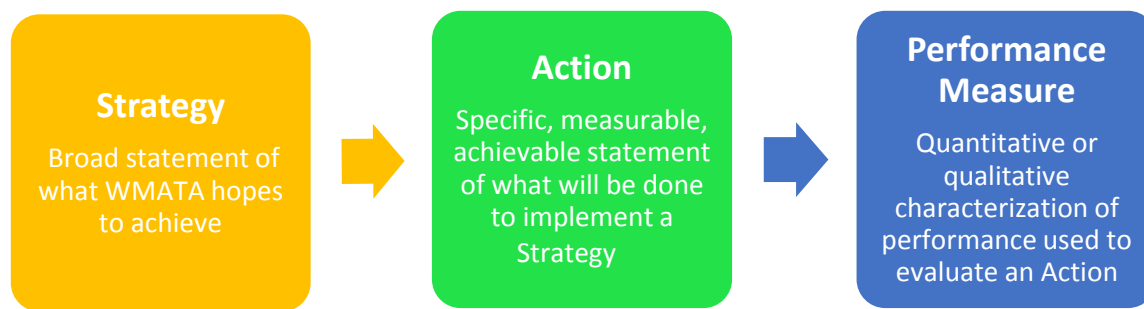 Strategy
Broad statement of
what WMATA hopes
to achieve
Action
Specific, measurable,
achievable statement
of what will be done
to implement a
Strategy
Performance
Measure
Quantitative or
qualitative
characterization of
performance used to
evaluate an Action